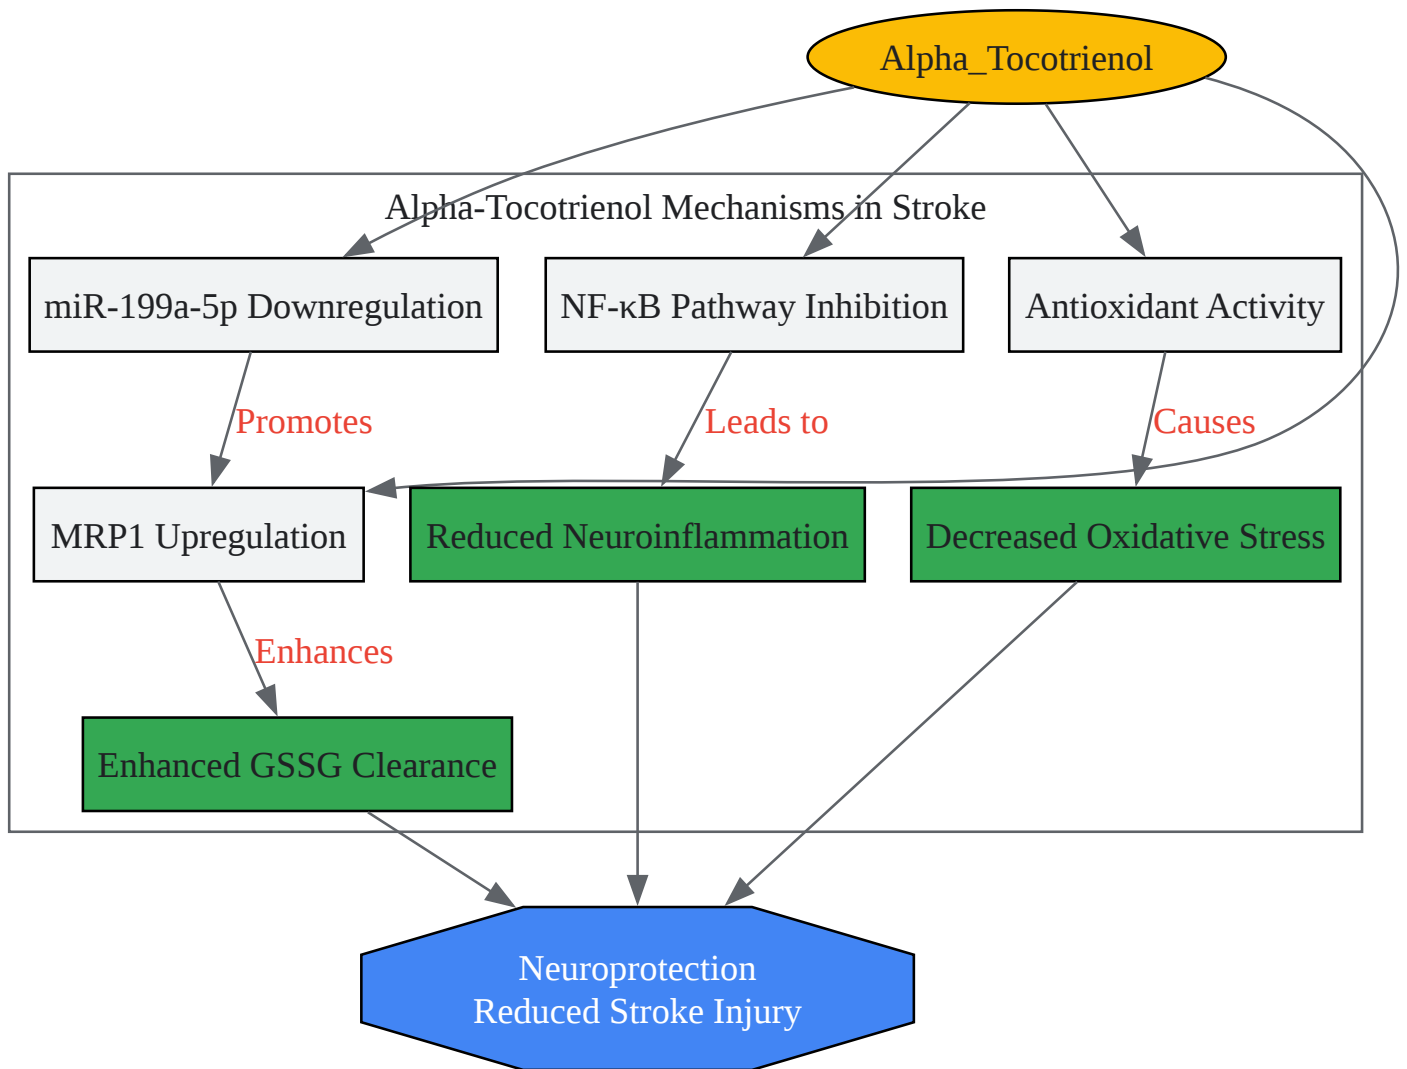 Alpha_Tocotrienol
Alpha-Tocotrienol Mechanisms in Stroke
miR-199a-5p Downregulation
NF-κB Pathway Inhibition
Antioxidant Activity
Promotes
Leads to
Causes
MRP1 Upregulation
Reduced Neuroinflammation
Decreased Oxidative Stress
Enhances
Enhanced GSSG Clearance
Neuroprotection
Reduced Stroke Injury